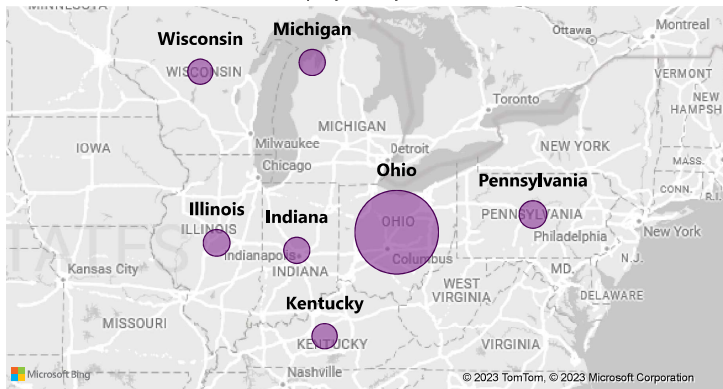 MINNESOTA
Michigan
Wisconsin
Ottawa
Montreal
WISCONSIN
VERMONT
Toronto
NEW
HAMPSH
MICHIGAN
IOWA
Milwaukee
Detroit
NEW YORK
Chicago
MASS.
Ohio
Pennsylvania
CONN.
R.I.
Illinois
Indiana
OHIO
PENNSYLVANIA
ILLINOIS
New York
Philadelphia
TATES
Indianapolis
Columbus
N.J.
Kansas City
INDIANA
MD.
WEST
VIRGINIA
DELAWARE
Kentucky
MISSOURI
KENTUCKY
VIRGINIA
Nashville
Microsoft Bing
© 2023 TomTom, © 2023 Microsoft Corporation